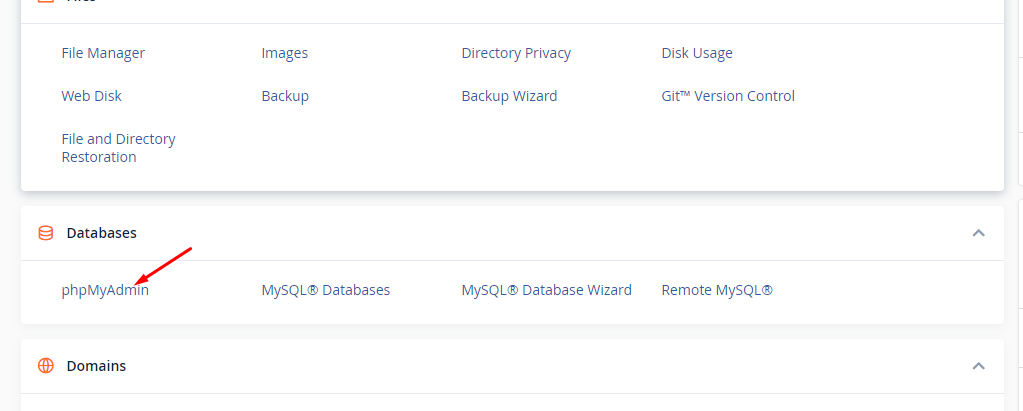 File Manager
Images
Directory Privacy
Disk Usage
Web Disk
Backup
Backup Wizard
Git™ Version Control
File and Directory
Restoration
Databases
phpMyAdmin
MySQL® Databases
MySQL® Database Wizard
Remote MySQL®
Domains